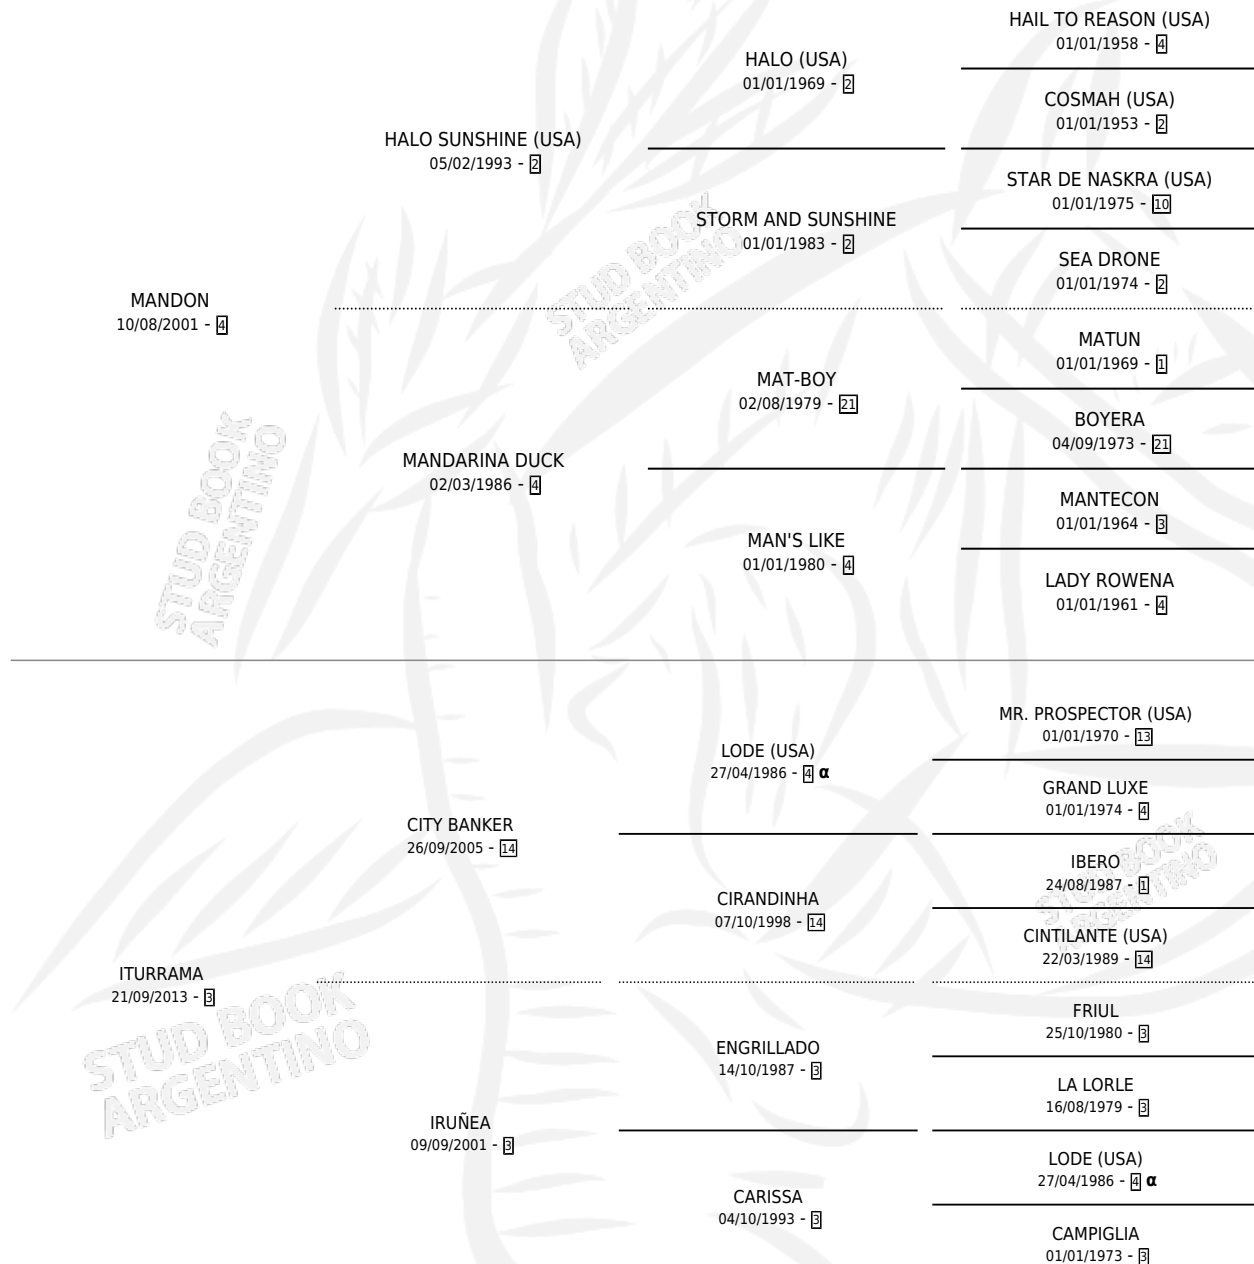 HAIL TO REASON (USA)
01/01/1958 - 4
HALO (USA)
01/01/1969 - 2
COSMAH (USA)
01/01/1953 - 2
HALO SUNSHINE (USA)
05/02/1993 - 2
STAR DE NASKRA (USA)
01/01/1975 - 10
STORM AND SUNSHINE
01/01/1983 - 2
SEA DRONE
01/01/1974 - 2
MANDON
10/08/2001 - 4
MATUN
01/01/1969 - 1
MAT-BOY
02/08/1979 - 21
BOYERA
04/09/1973 - 21
MANDARINA DUCK
02/03/1986 - 4
MANTECON
01/01/1964 - 3
MAN'S LIKE
01/01/1980 - 4
LADY ROWENA
01/01/1961 - 4
STUD BOOK
ARGENTINO
STUD BOOK
ARGENTINO
MR. PROSPECTOR (USA)
01/01/1970 - 13
LODE (USA)
27/04/1986 - 4 α
GRAND LUXE
01/01/1974 - 4
CITY BANKER
26/09/2005 - 14
IBERO
24/08/1987 - 1
CIRANDINHA
07/10/1998 - 14
CINTILANTE (USA)
22/03/1989 - 14
ITURRAMA
21/09/2013 - 3
FRIUL
25/10/1980 - 3
ENGRILLADO
14/10/1987 - 3
LA LORLE
16/08/1979 - 3
IRUÑEA
09/09/2001 - 3
LODE (USA)
27/04/1986 - 4 α
CARISSA
04/10/1993 - 3
CAMPIGLIA
01/01/1973 - 3
STUD BOOK
ARGENTINO
STUD BOOK
ARGENTINO